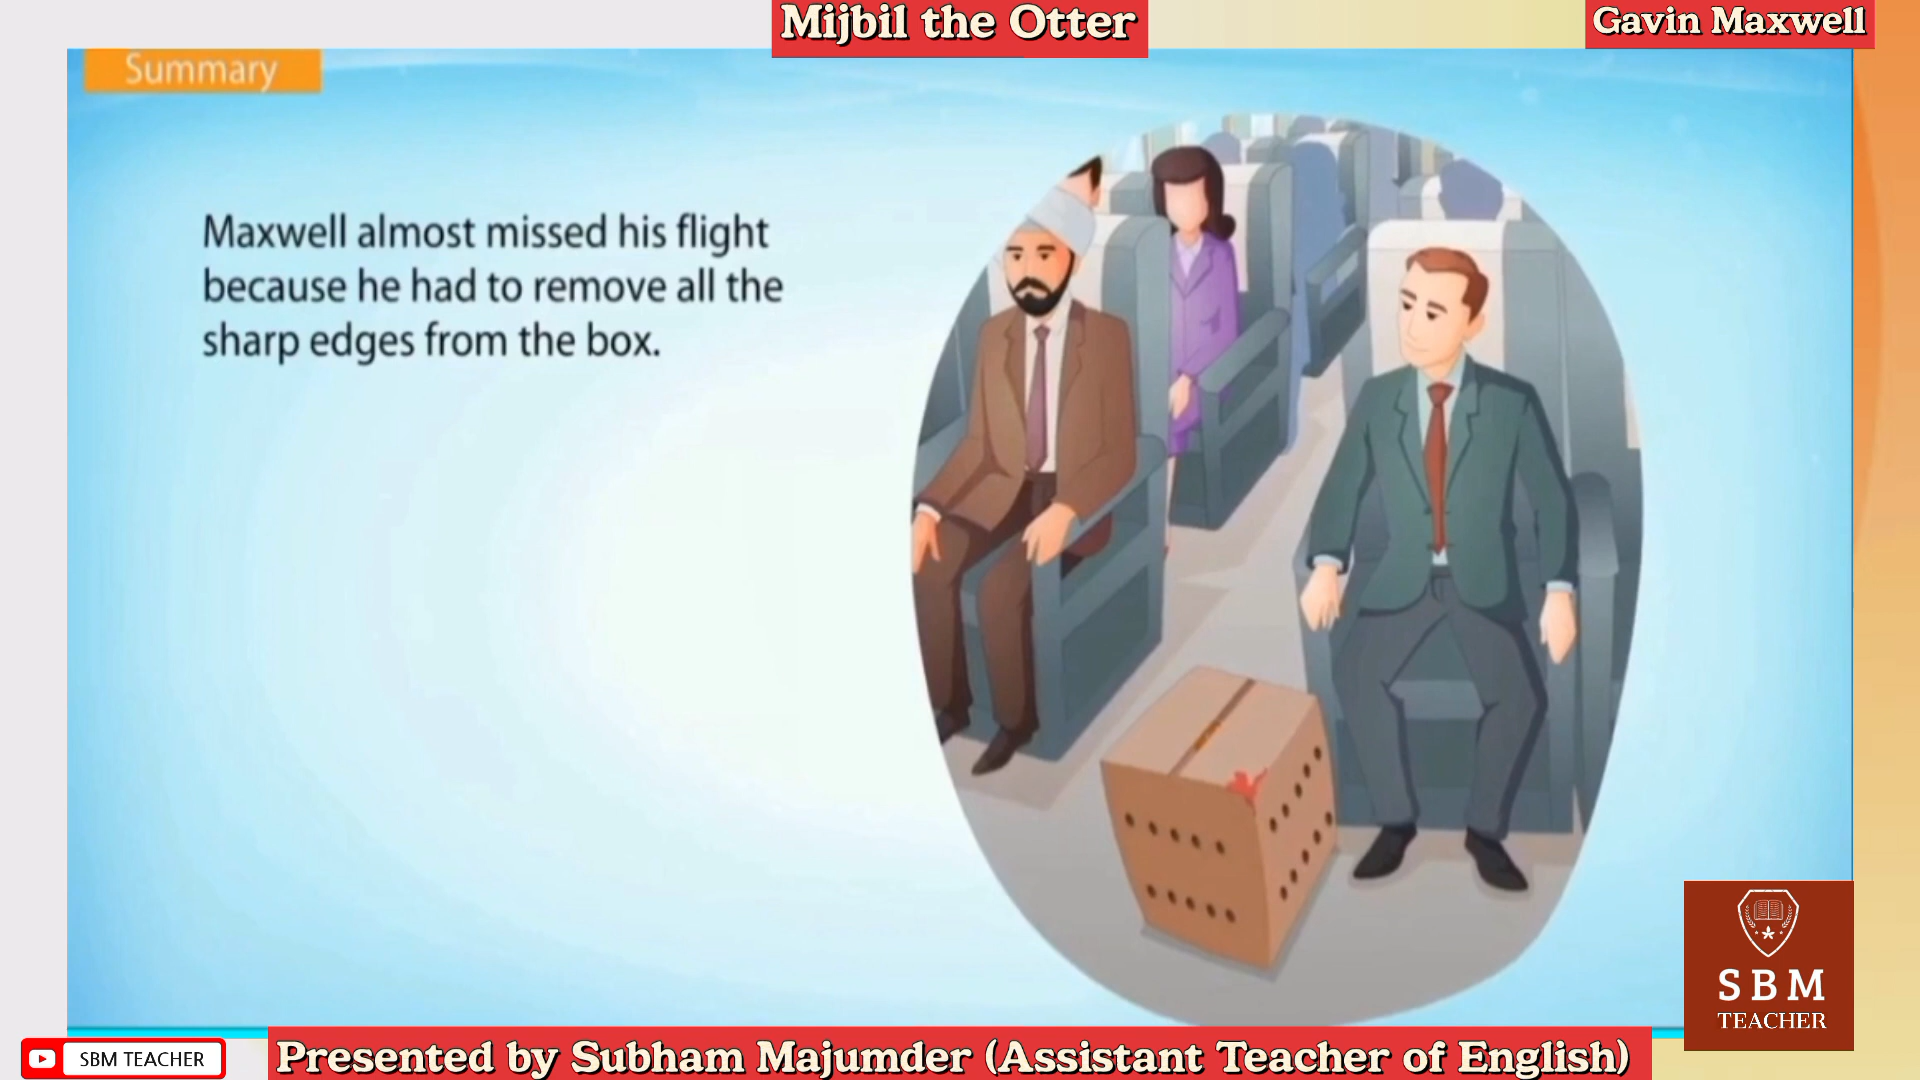 Mijbil the Otter
Gavin Maxwell
Summary
Maxwell almost missed his flight
because he had to remove all the
sharp edges from the box.
SBM
TEACHER
SBM TEACHER
Presented by Subham Majumder (Assistant Teacher of English)